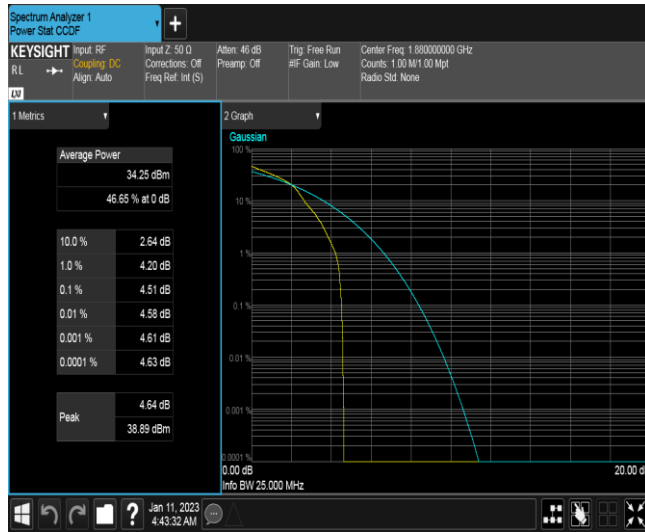 Spectrum Analyzer 1
Power Stat CCDF
+
KEYSIGHT
RL
LXI
Input: RF
Coupling: DC
Align: Auto
Input Z: 50 Ω
Corrections: Off
Freq Ref: Int (S)
Atten: 46 dB
Preamp: Off
Trig: Free Run
#IF Gain: Low
Center Freq: 1.880000000 GHz
Counts: 1.00 M/1.00 Mpt
Radio Std: None
1 Metrics
Average Power
34.25 dBm
46.65 % at 0 dB
10.0 % 2.64 dB
1.0 % 4.20 dB
0.1 % 4.51 dB
0.01 % 4.58 dB
0.001 % 4.61 dB
0.0001 % 4.63 dB
Peak
4.64 dB
38.89 dBm
2 Graph
Gaussian
100 %
10 %
1 %
0.1 %
0.01 %
0.001 %
0.0001 %
0.00 dB
20.00 d
Info BW 25.000 MHz
?
Jan 11, 2023
4:43:32 AM